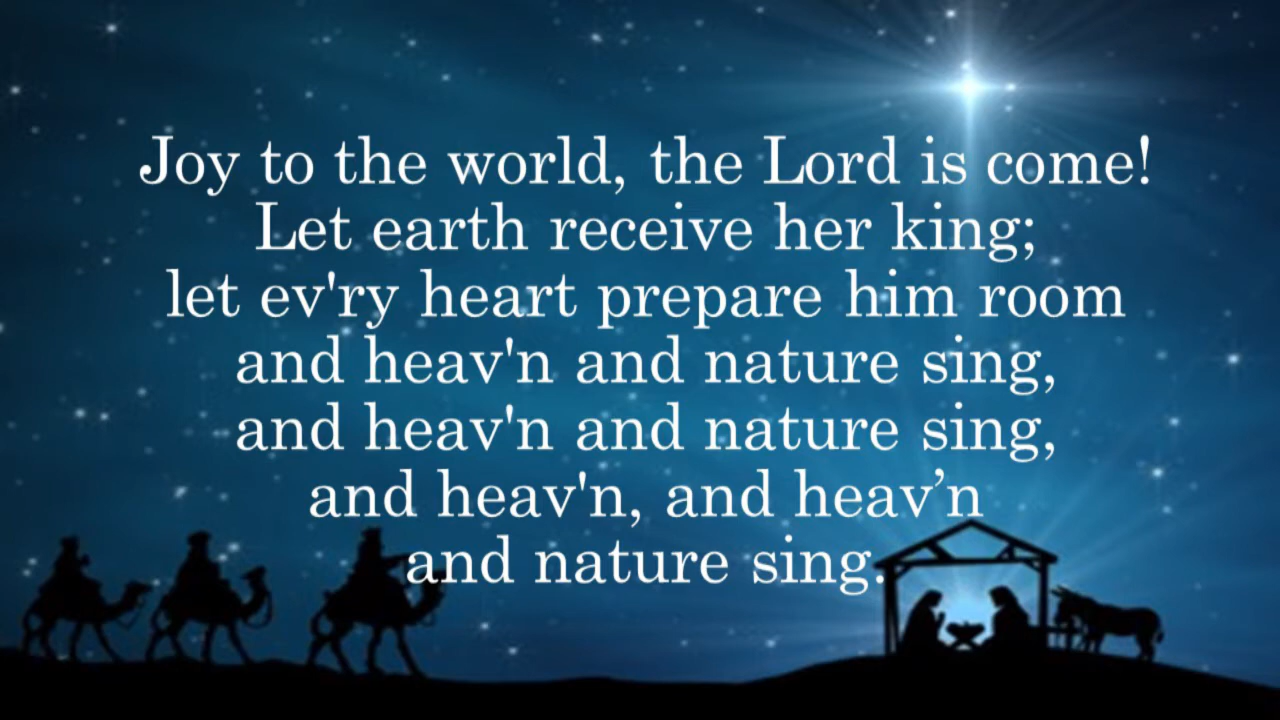 Joy to the world, the Lord is come!
Let earth receive her king;
let ev'ry heart prepare him room
and heav'n and nature sing,
and heav'n and nature sing,
and heav'n, and heav’n
and nature sing.